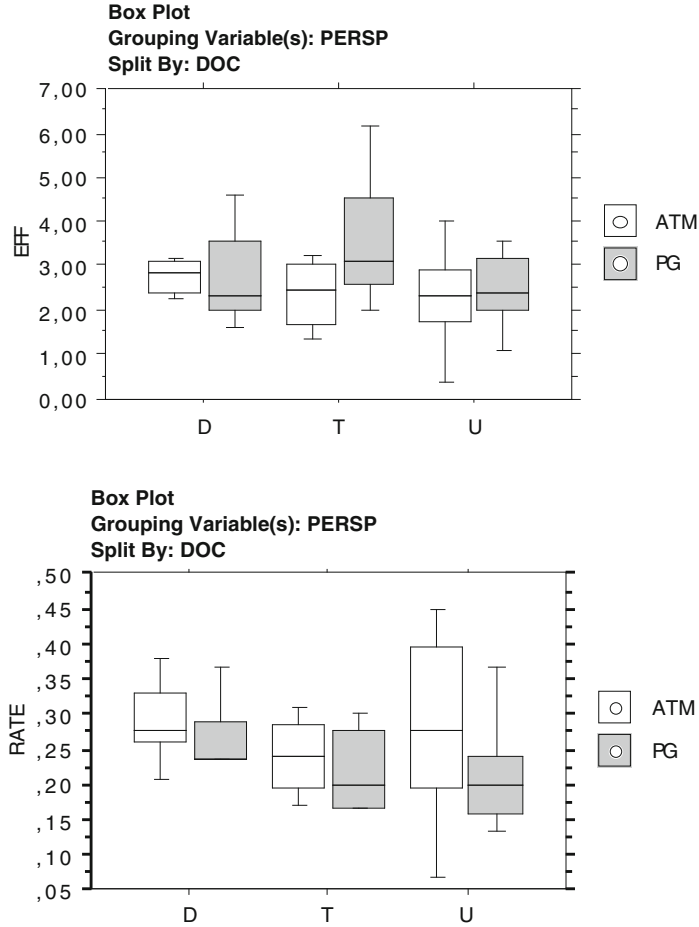 Box Plot
Grouping Variable(s): PERSP
Split By: DOC
7,00
6,00
5,00
4,00
3,00
2,00
1,00
0,00
EFF
D T U
ATM
PG
Box Plot
Grouping Variable(s): PERSP
Split By: DOC
,50
,45
,40
,35
,30
,25
,20
,15
,10
,05
RATE
D T U
ATM
PG